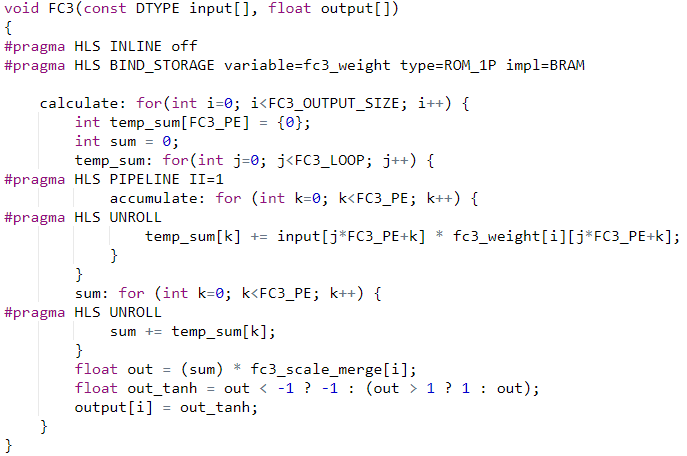 void FC3(const DTYPE input[], float output[])
{
#pragma HLS INLINE off
#pragma HLS BIND_STORAGE variable=fc3_weight type=ROM_1P impl=BRAM

    calculate: for(int i=0; i<FC3_OUTPUT_SIZE; i++) {
        int temp_sum[FC3_PE] = {0};
        int sum = 0;
        temp_sum: for(int j=0; j<FC3_LOOP; j++) {
#pragma HLS PIPELINE II=1
            accumulate: for (int k=0; k<FC3_PE; k++) {
#pragma HLS UNROLL
                temp_sum[k] += input[j*FC3_PE+k] * fc3_weight[i][j*FC3_PE+k];
            }
        }
        sum: for (int k=0; k<FC3_PE; k++) {
#pragma HLS UNROLL
            sum += temp_sum[k];
        }
        float out = (sum) * fc3_scale_merge[i];
        float out_tanh = out < -1 ? -1 : (out > 1 ? 1 : out);
        output[i] = out_tanh;
    }
}